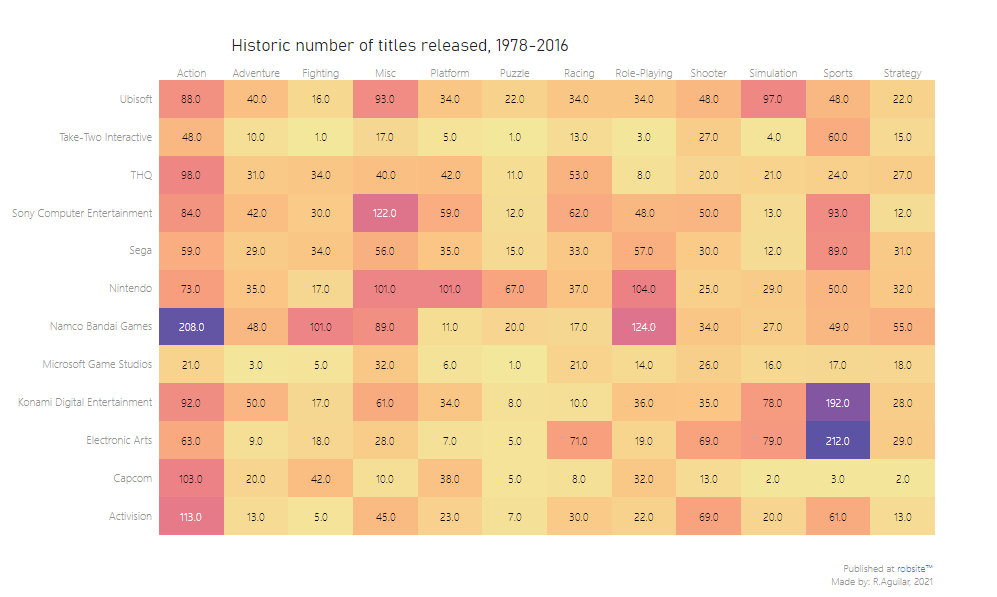 Historic number of titles released, 1978-2016
Action Adventure Fighting Misc Platform Puzzle Racing Role-Playing Shooter Simulation Sports Strategy
Ubisoft 88.0 40.0 16.0 93.0 34.0 22.0 34.0 34.0 48.0 97.0 48.0 22.0
Take-Two Interactive 48.0 10.0 1.0 17.0 5.0 1.0 13.0 3.0 27.0 4.0 60.0 15.0
THQ 98.0 31.0 34.0 40.0 42.0 11.0 53.0 8.0 20.0 21.0 24.0 27.0
Sony Computer Entertainment 84.0 42.0 30.0 122.0 59.0 12.0 62.0 48.0 50.0 13.0 93.0 12.0
Sega 59.0 29.0 34.0 56.0 35.0 15.0 33.0 57.0 30.0 12.0 89.0 31.0
Nintendo 73.0 35.0 17.0 101.0 101.0 67.0 37.0 104.0 25.0 29.0 50.0 32.0
Namco Bandai Games 208.0 48.0 101.0 89.0 11.0 20.0 17.0 124.0 34.0 27.0 49.0 55.0
Microsoft Game Studios 21.0 3.0 5.0 32.0 6.0 1.0 21.0 14.0 26.0 16.0 17.0 18.0
Konami Digital Entertainment 92.0 50.0 17.0 61.0 34.0 8.0 10.0 36.0 35.0 78.0 192.0 28.0
Electronic Arts 63.0 9.0 18.0 28.0 7.0 5.0 71.0 19.0 69.0 79.0 212.0 29.0
Capcom 103.0 20.0 42.0 10.0 38.0 5.0 8.0 32.0 13.0 2.0 3.0 2.0
Activision 113.0 13.0 5.0 45.0 23.0 7.0 30.0 22.0 69.0 20.0 61.0 13.0
Published at robsite™
Made by: R.Aguilar, 2021